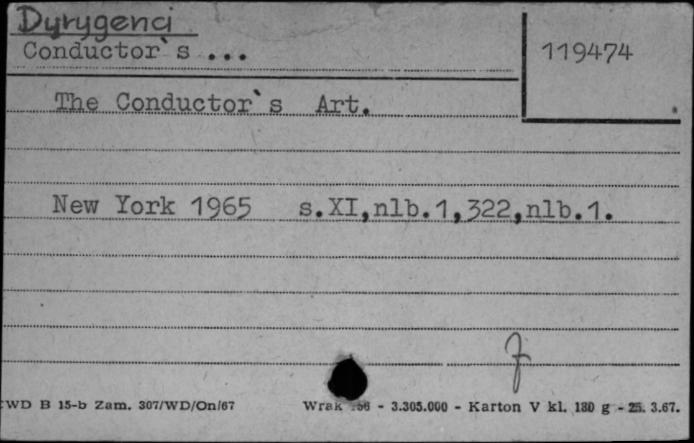 Dyrygenci
Conductor`s ...
119474
The Conductor`s Art.
New York 1965 s.XI,nlb.1,322,nlb.1.
WD B 15-b Zam. 307/WD/On/67 Wrak - 3.305.000 - Karton V kl. 180 g - 25. 3.67.